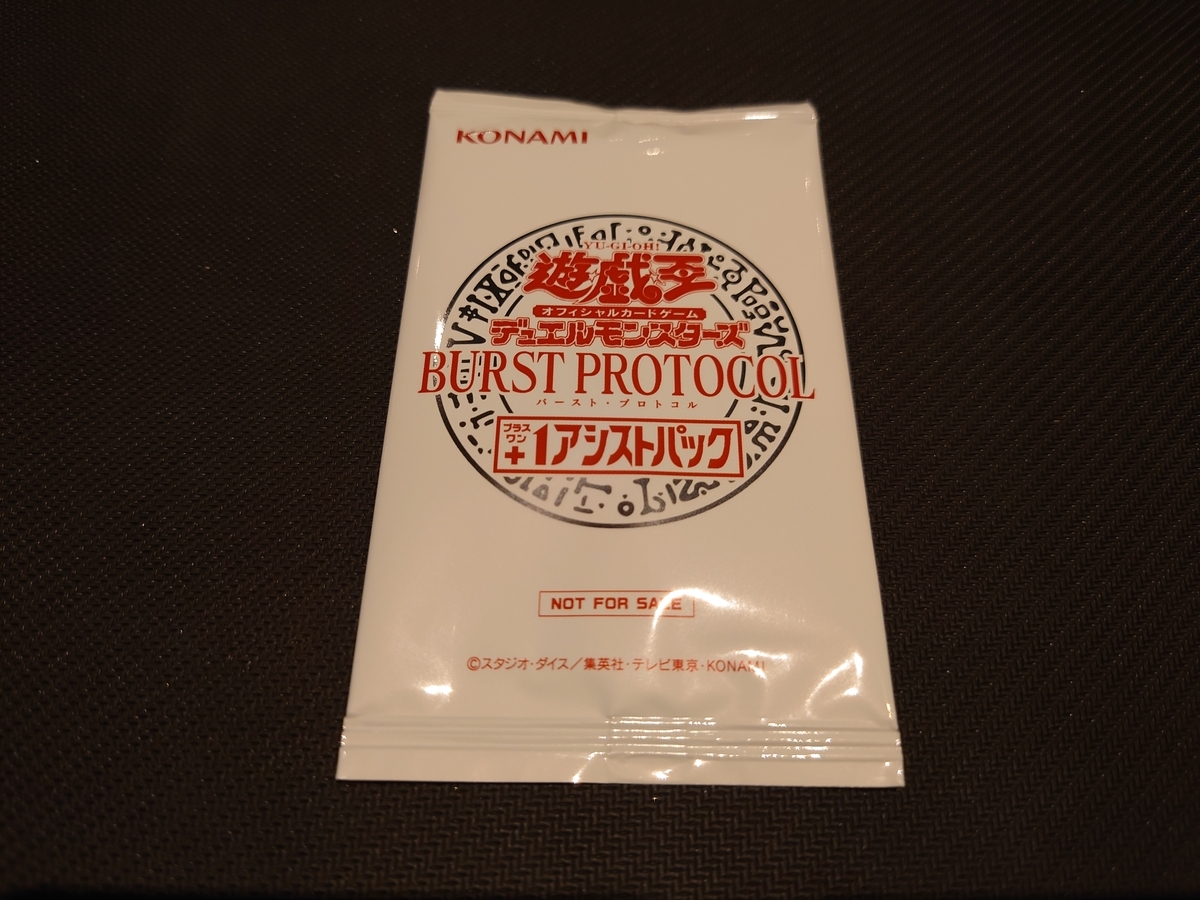 KONAMI
YU-GI-OH!
遊戯王
オフィシャルカードゲーム
デュエルモンスターズ
BURST PROTOCOL
バースト・プロトコル
プラス
ワン
+1アシストパック
NOT FOR SALE
©スタジオ・ダイス／集英社・テレビ東京・KONAMI